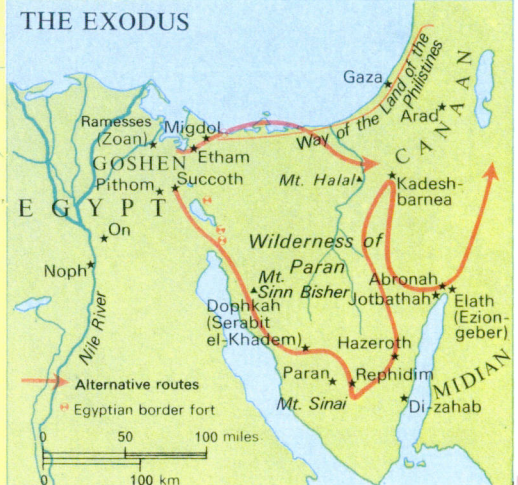 THE EXODUS
Gaza
Way of the Land of the
Philistines
CANAAN
Arad
Ramesses
(Zoan)
Migdol
GOSHEN
Etham
Pithom
Succoth
Mt. Halal
Kadesh-
barnea
EGYPT
On
Wilderness of
Paran
Noph
Mt.
Sinn Bisher
Abronah
Jotbathah
Elath
(Ezion-
geber)
Dophkah
(Serabit
el-Khadem)
Nile River
Hazeroth
Paran
Rephidim
MIDIAN
Mt. Sinai
Di-zahab
Alternative routes
Egyptian border fort
0 50 100 miles
0 100 km